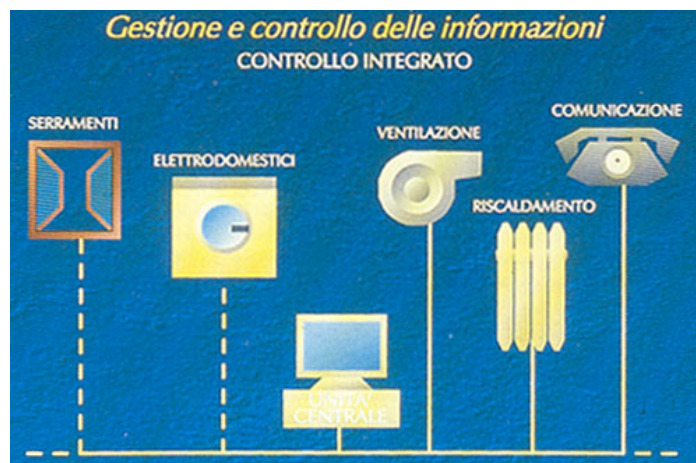 Gestione e controllo delle informazioni
CONTROLLO INTEGRATO
COMUNICAZIONE
SERRAMENTI
VENTILAZIONE
ELETTRODOMESTICI
RISCALDAMENTO
UNITA'
CENTRALE